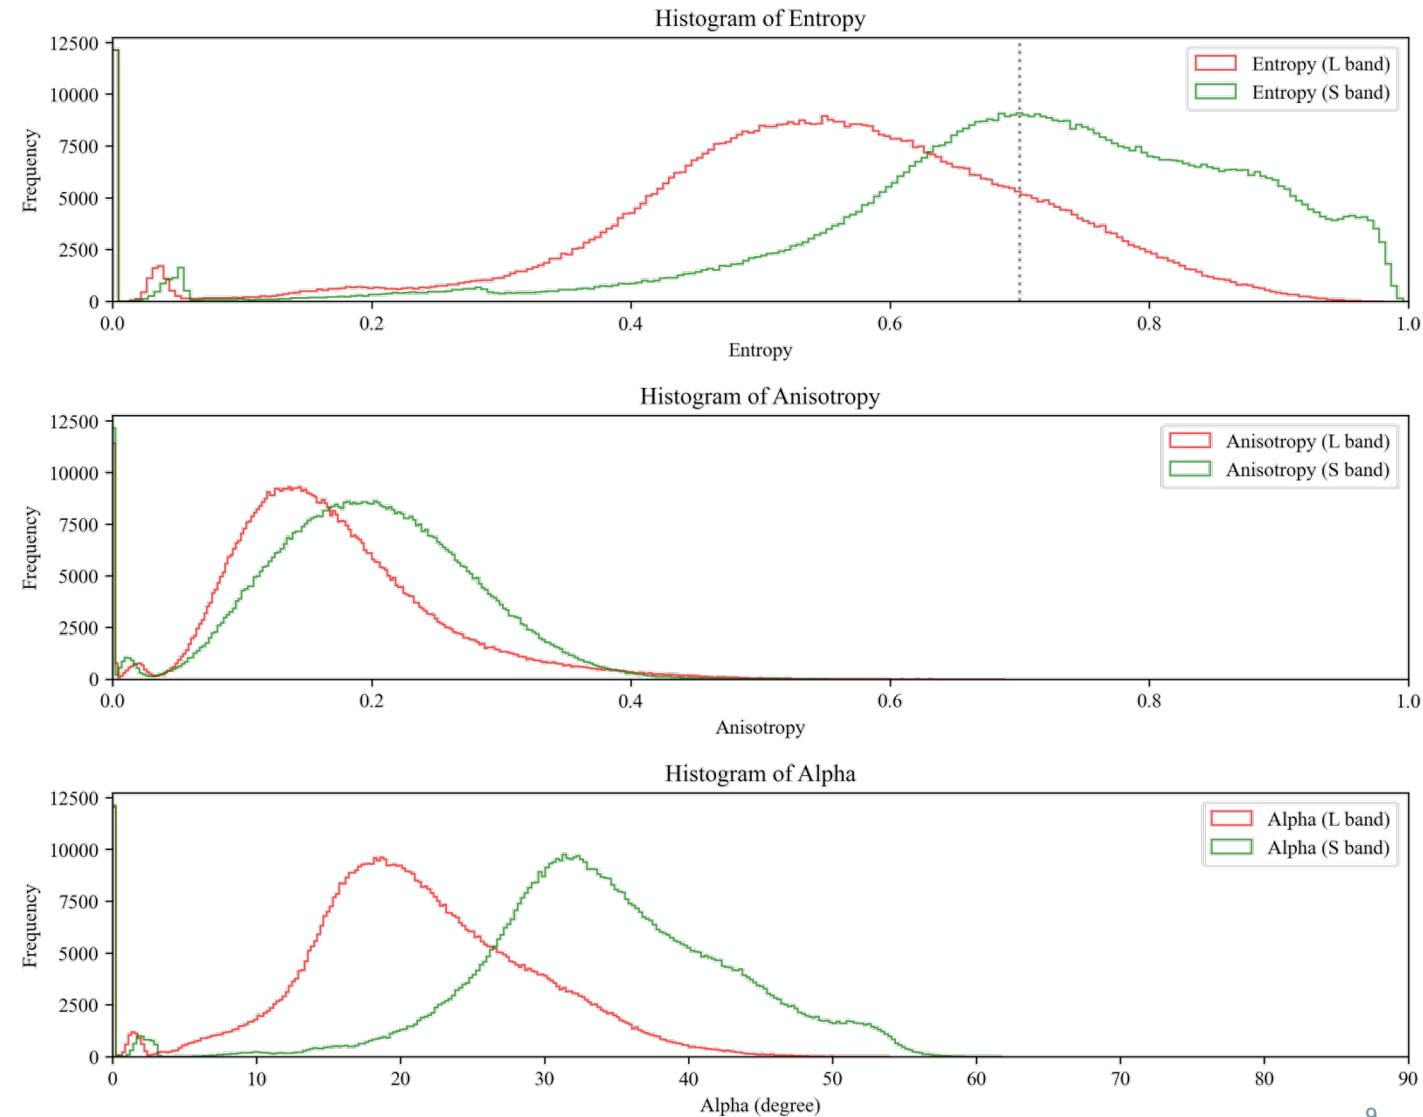 Histogram of Entropy
12500
10000
7500
5000
2500
0
Frequency
Entropy (L band)
Entropy (S band)
0.0 0.2 0.4 0.6 0.8 1.0
Entropy
Histogram of Anisotropy
12500
10000
7500
5000
2500
0
Frequency
Anisotropy (L band)
Anisotropy (S band)
0.0 0.2 0.4 0.6 0.8 1.0
Anisotropy
Histogram of Alpha
12500
10000
7500
5000
2500
0
Frequency
Alpha (L band)
Alpha (S band)
0 10 20 30 40 50 60 70 80 90
Alpha (degree)